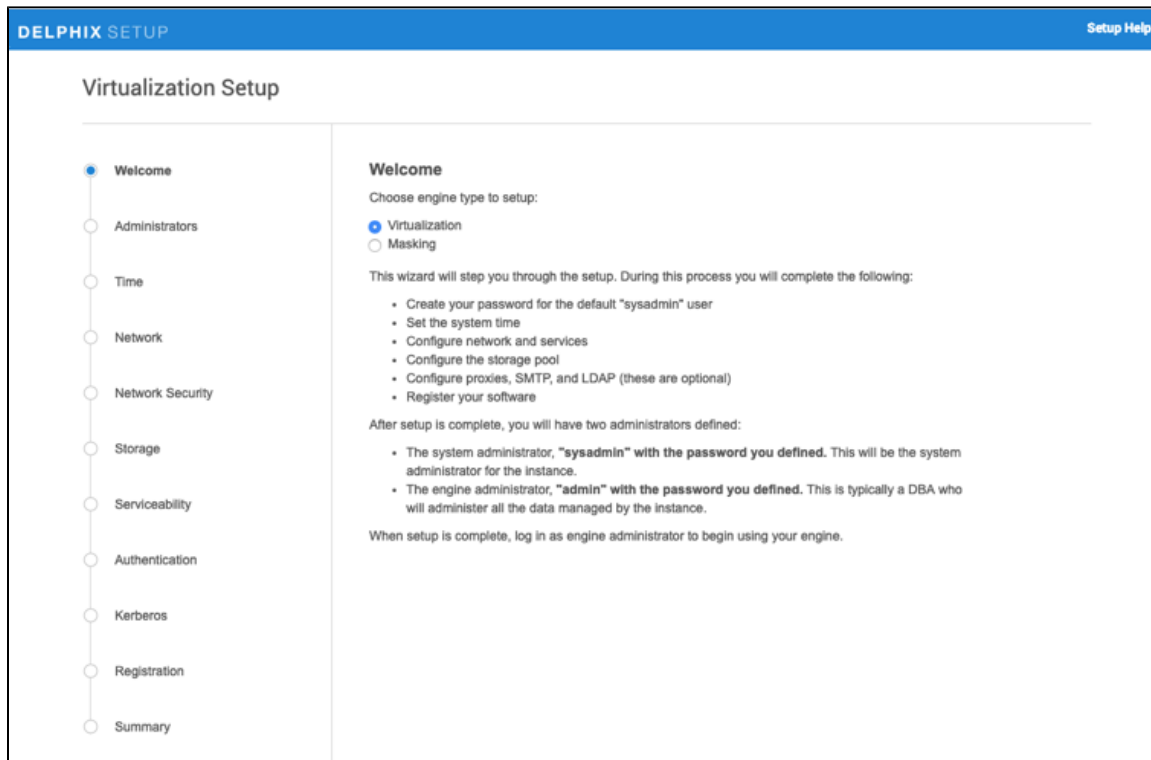 DELPHIX SETUP
Setup Help
Virtualization Setup
Welcome
Administrators
Time
Network
Network Security
Storage
Serviceability
Authentication
Kerberos
Registration
Summary
Welcome
Choose engine type to setup:
Virtualization
Masking
This wizard will step you through the setup. During this process you will complete the following:
• Create your password for the default "sysadmin" user
• Set the system time
• Configure network and services
• Configure the storage pool
• Configure proxies, SMTP, and LDAP (these are optional)
• Register your software
After setup is complete, you will have two administrators defined:
• The system administrator, "sysadmin" with the password you defined. This will be the system
administrator for the instance.
• The engine administrator, "admin" with the password you defined. This is typically a DBA who
will administer all the data managed by the instance.
When setup is complete, log in as engine administrator to begin using your engine.